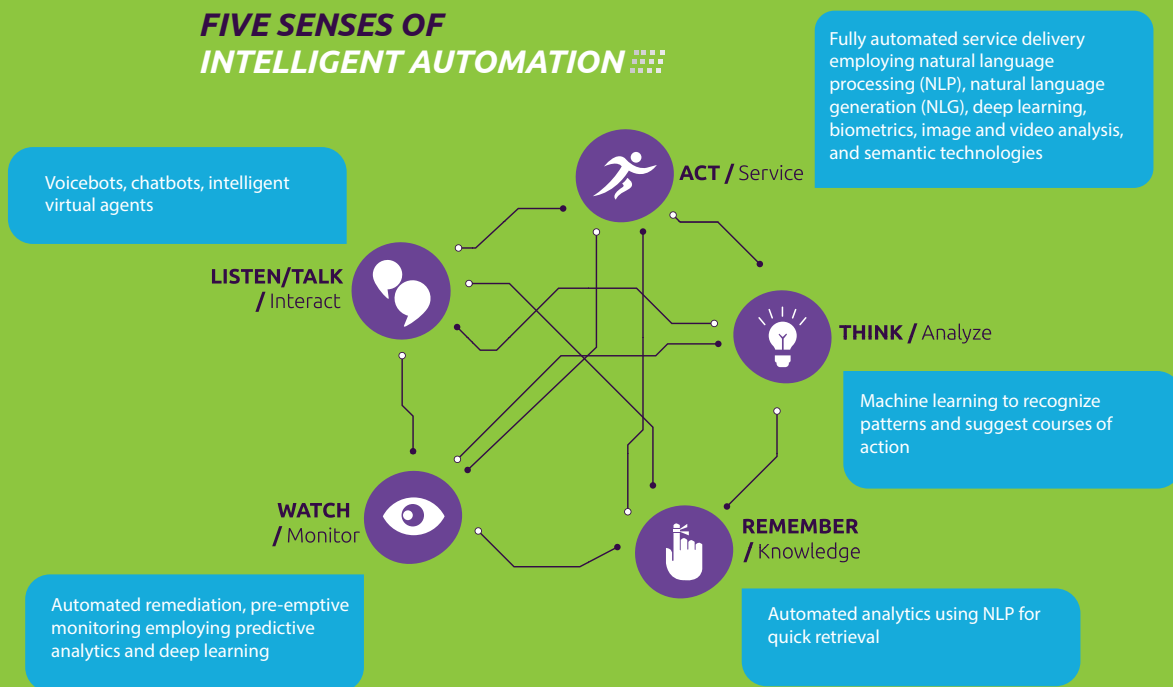 FIVE SENSES OF
INTELLIGENT AUTOMATION
Fully automated service delivery
employing natural language
processing (NLP), natural language
generation (NLG), deep learning,
biometrics, image and video analysis,
and semantic technologies
ACT / Service
Voicebots, chatbots, intelligent
virtual agents
LISTEN/TALK
/ Interact
THINK / Analyze
Machine learning to recognize
patterns and suggest courses of
action
WATCH
/ Monitor
REMEMBER
/ Knowledge
Automated remediation, pre-emptive
monitoring employing predictive
analytics and deep learning
Automated analytics using NLP for
quick retrieval